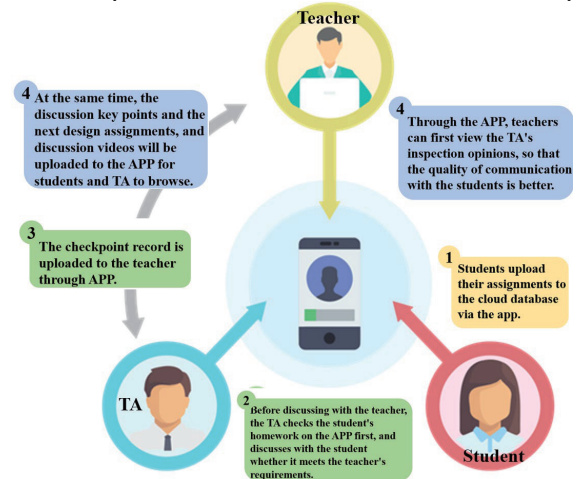 Teacher
4
At the same time, the
discussion key points and the
next design assignments, and
discussion videos will be
uploaded to the APP for
students and TA to browse.
4
Through the APP, teachers
can first view the TA's
inspection opinions, so that
the quality of communication
with the students is better.
3
The checkpoint record is
uploaded to the teacher
through APP.
1
Students upload
their assignments to
the cloud database
via the app.
TA
2
Before discussing with the teacher,
the TA checks the student's
homework on the APP first, and
discusses with the student
whether it meets the teacher's
requirements.
Student